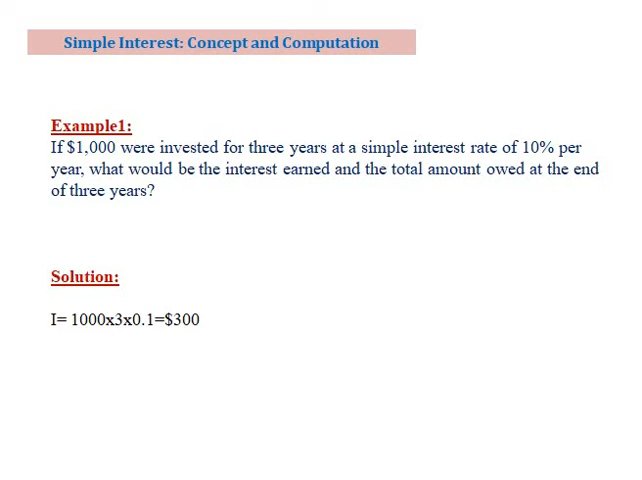 Simple Interest: Concept and Computation
Example1:
If $1,000 were invested for three years at a simple interest rate of 10% per
year, what would be the interest earned and the total amount owed at the end
of three years?
Solution:
I= 1000x3x0.1=$300